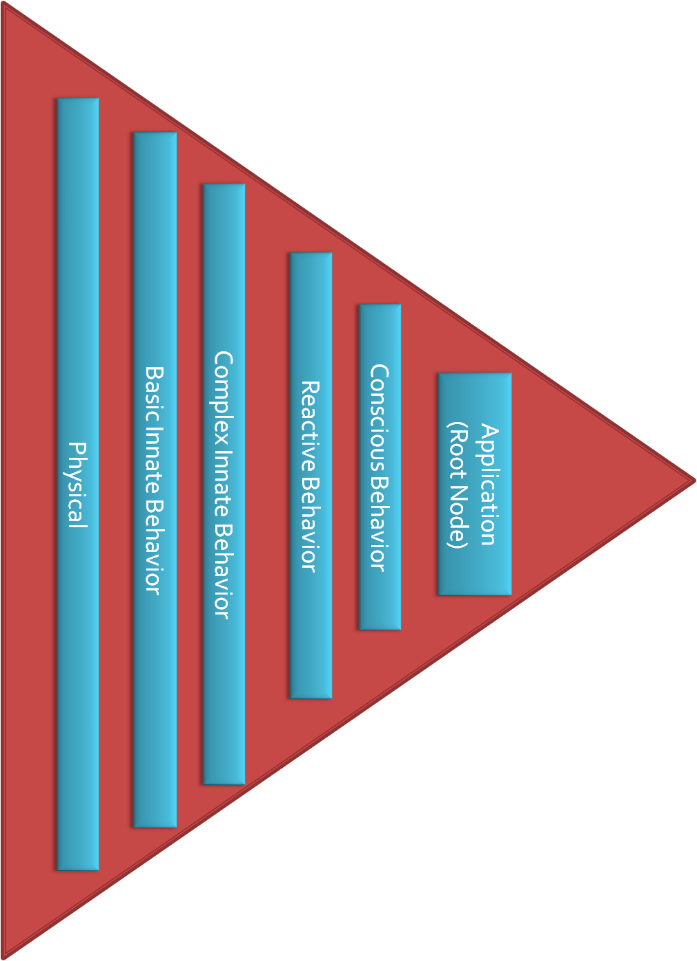 Application
(Root Node)
Conscious Behavior
Reactive Behavior
Complex Innate Behavior
Basic Innate Behavior
Physical